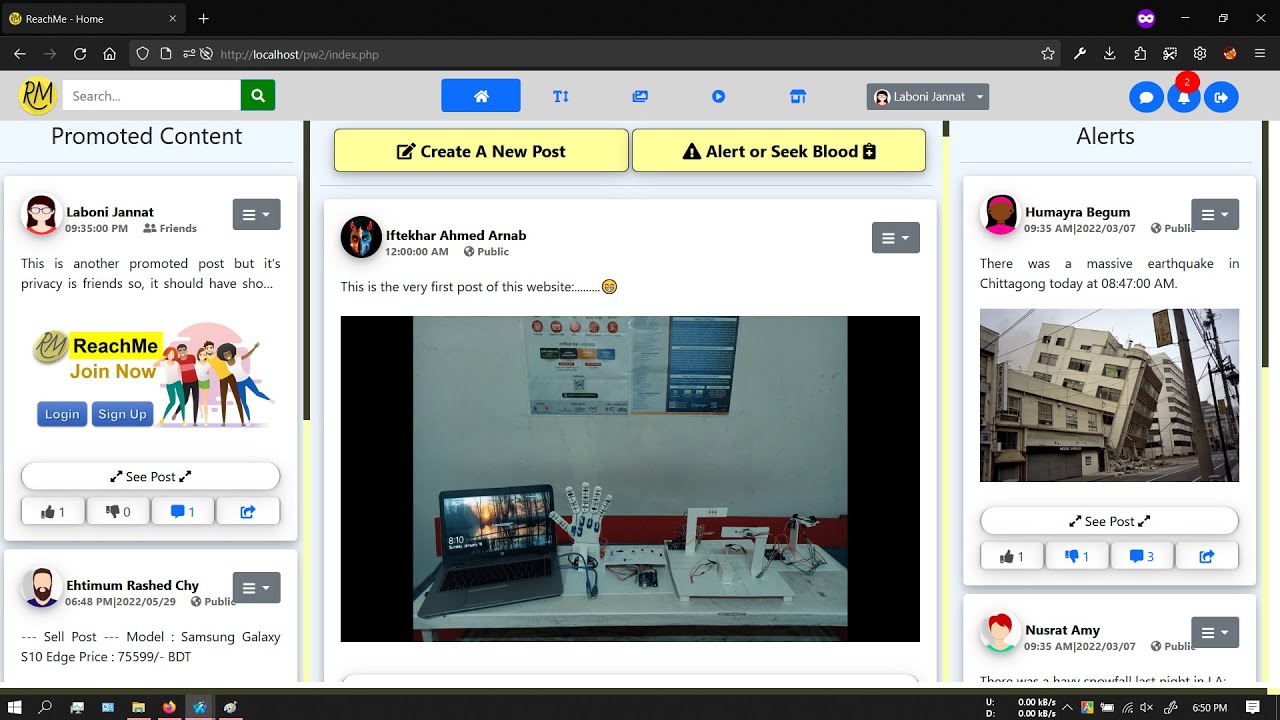 ReachMe - Home
http://localhost/pw2/index.php
RM
Search...
Laboni Jannat
2
Promoted Content
Laboni Jannat
09:35:00 PM Friends
This is another promoted post but it's
privacy is friends so, it should have sho...
RM ReachMe
Join Now
Login Sign Up
See Post
1 0 1
Ehtimum Rashed Chy
06:48 PM|2022/05/29 Public
--- Sell Post --- Model : Samsung Galaxy
S10 Edge Price : 75599/- BDT
Create A New Post
Alert or Seek Blood
Iftekhar Ahmed Arnab
12:00:00 AM Public
This is the very first post of this website:.........😁
8:10
Sunday, January
Alerts
Humayra Begum
09:35 AM|2022/03/07 Public
There was a massive earthquake in
Chittagong today at 08:47:00 AM.
See Post
1 1 3
Nusrat Amy
09:35 AM|2022/03/07 Public
There was a havy snowfall last night in LA:
U: 0.00 kB/s
D: 0.00 kB/s
6:50 PM